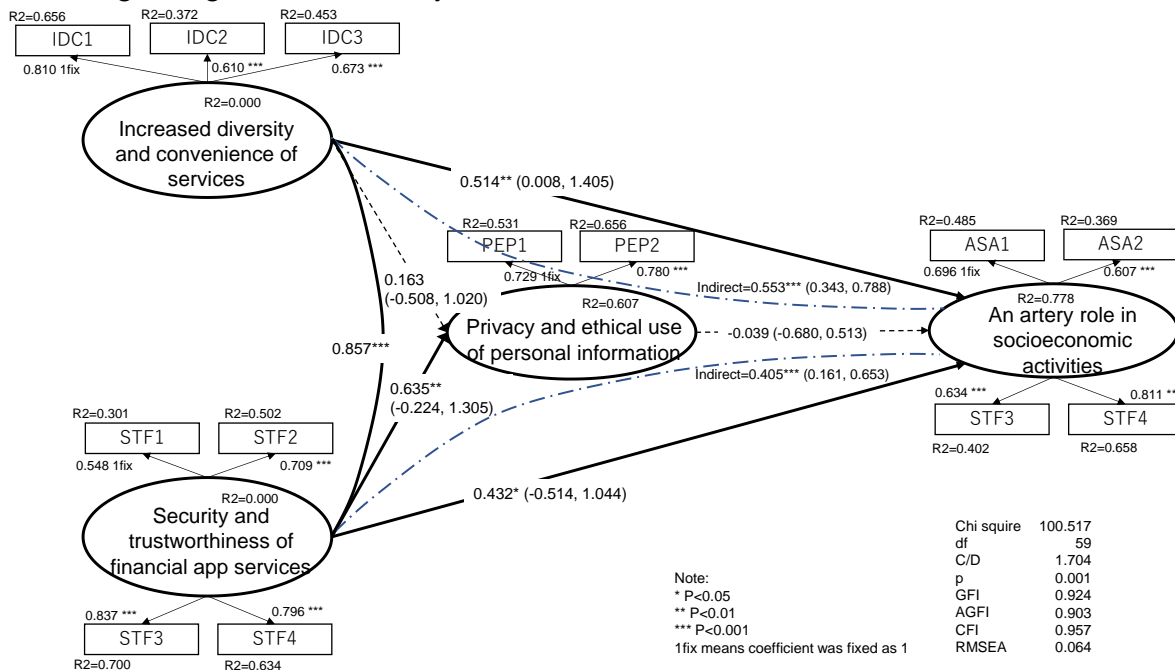 R2=0.656
R2=0.372
R2=0.453
IDC1
IDC2
IDC3
0.810 1fix
0.610 ***
0.673 ***
R2=0.000
Increased diversity
and convenience of
services
0.514** (0.008, 1.405)
R2=0.531
R2=0.656
PEP1
PEP2
0.729 1fix
0.780 ***
R2=0.485
R2=0.369
ASA1
ASA2
0.696 1fix
0.607 ***
0.163
(-0.508, 1.020)
Indirect=0.553*** (0.343, 0.788)
R2=0.607
Privacy and ethical use
of personal information
R2=0.778
An artery role in
socioeconomic
activities
-0.039 (-0.680, 0.513)
0.857***
0.635**
(-0.224, 1.305)
Indirect=0.405*** (0.161, 0.653)
0.634 ***
0.811 **
STF3
STF4
R2=0.402
R2=0.658
R2=0.301
R2=0.502
STF1
STF2
0.548 1fix
0.709 ***
0.432* (-0.514, 1.044)
R2=0.000
Security and
trustworthiness of
financial app services
0.837 ***
0.796 ***
STF3
STF4
R2=0.700
R2=0.634
Note:
* P<0.05
** P<0.01
*** P<0.001
1fix means coefficient was fixed as 1
Chi squire 100.517
df 59
C/D 1.704
p 0.001
GFI 0.924
AGFI 0.903
CFI 0.957
RMSEA 0.064